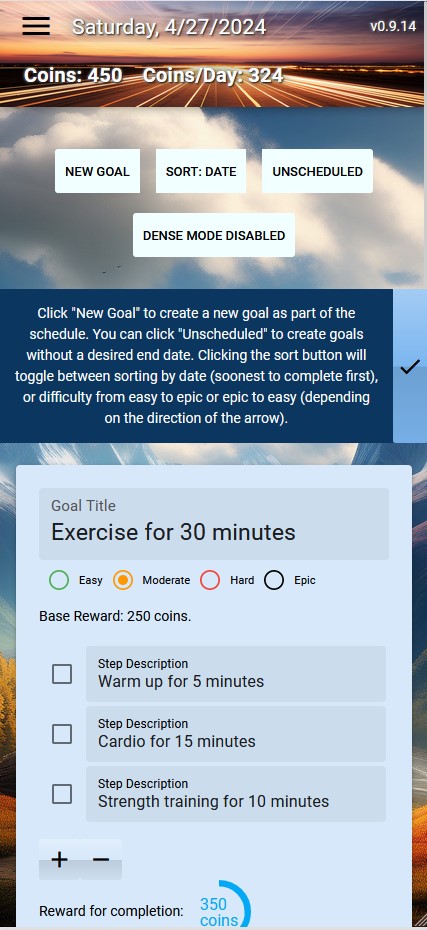 Saturday, 4/27/2024
v0.9.14
Coins: 450 Coins/Day: 324
NEW GOAL
SORT: DATE
UNSCHEDULED
DENSE MODE DISABLED
Click "New Goal" to create a new goal as part of the
schedule. You can click "Unscheduled" to create goals
without a desired end date. Clicking the sort button will
toggle between sorting by date (soonest to complete first),
or difficulty from easy to epic or epic to easy (depending
on the direction of the arrow).
Goal Title
Exercise for 30 minutes
Easy
Moderate
Hard
Epic
Base Reward: 250 coins.
Step Description
Warm up for 5 minutes
Step Description
Cardio for 15 minutes
Step Description
Strength training for 10 minutes
+ −
Reward for completion:
350
coins